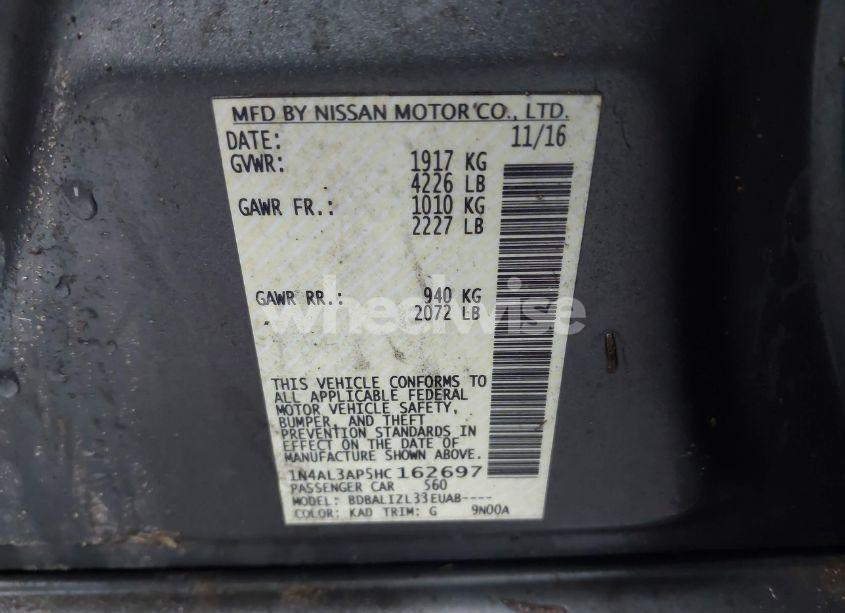 MFD BY NISSAN MOTOR CO., LTD.
DATE: 11/16
GVWR: 1917 KG
4226 LB
GAWR FR.: 1010 KG
2227 LB
GAWR RR.: 940 KG
2072 LB
wheelwise
THIS VEHICLE CONFORMS TO
ALL APPLICABLE FEDERAL
MOTOR VEHICLE SAFETY,
BUMPER, AND THEFT
PREVENTION STANDARDS IN
EFFECT ON THE DATE OF
MANUFACTURE SHOWN ABOVE.
1N4AL3AP5HC162697
PASSENGER CAR 560
MODEL: BDBALIZL33EUAB----
COLOR: KAD TRIM: G 9N00A